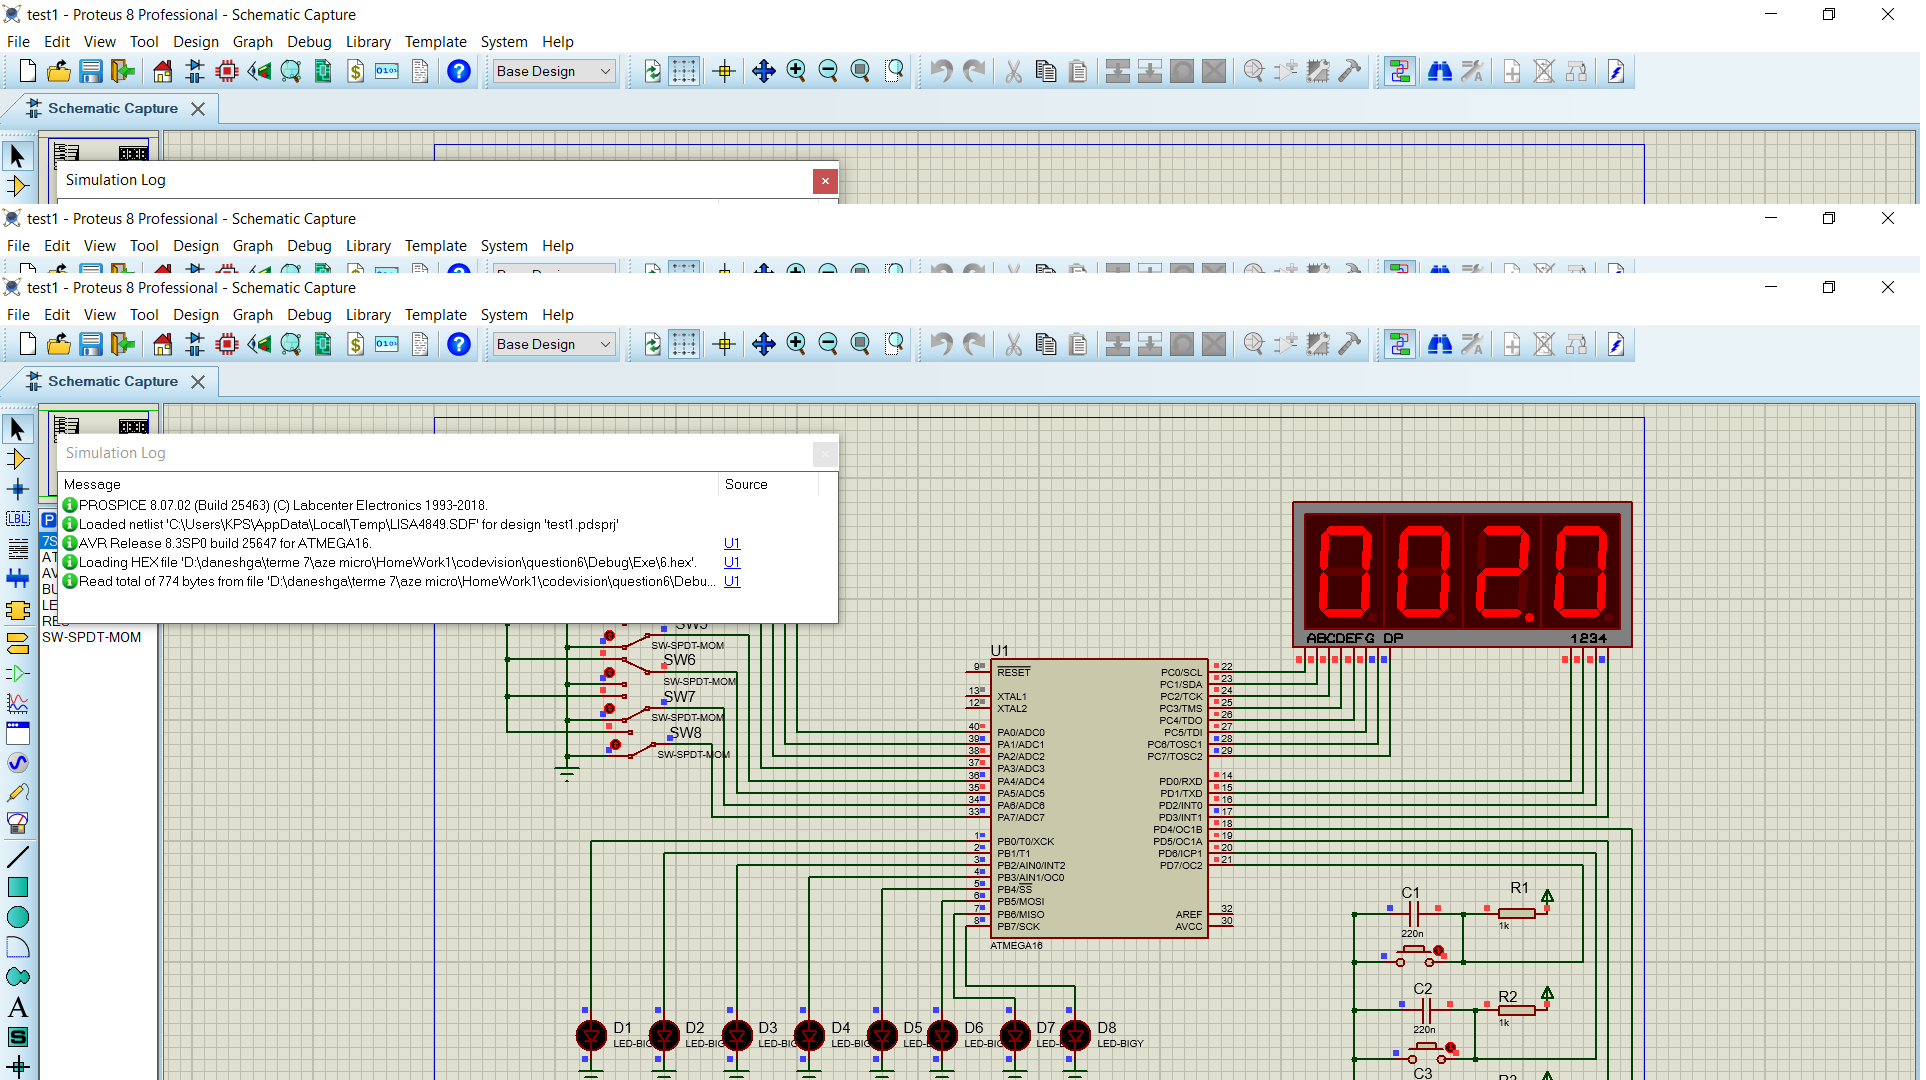 test1 - Proteus 8 Professional - Schematic Capture
File Edit View Tool Design Graph Debug Library Template System Help
Base Design
Schematic Capture
Simulation Log
test1 - Proteus 8 Professional - Schematic Capture
File Edit View Tool Design Graph Debug Library Template System Help
test1 - Proteus 8 Professional - Schematic Capture
File Edit View Tool Design Graph Debug Library Template System Help
Base Design
Schematic Capture
Simulation Log
Message Source
PROSPICE 8.07.02 (Build 25463) (C) Labcenter Electronics 1993-2018.
Loaded netlist 'C:\Users\KPS\AppData\Local\Temp\LISA4849.SDF' for design 'test1.pdsprj'
AVR Release 8.3SP0 build 25647 for ATMEGA16. U1
Loading HEX file 'D:\daneshga\terme 7\aze micro\HomeWork1\codevision\question6\Debug\Exe\6.hex'. U1
Read total of 774 bytes from file 'D:\daneshga\terme 7\aze micro\HomeWork1\codevision\question6\Debu... U1
LBL
P
7S
AT
AV
BU
LE
RE
SW-SPDT-MOM
002.0
ABCDEFG DP 1234
SW5
SW-SPDT-MOM
SW6
SW-SPDT-MOM
SW7
SW-SPDT-MOM
SW8
SW-SPDT-MOM
U1
9 RESET
13 XTAL1
12 XTAL2
40 PA0/ADC0
39 PA1/ADC1
38 PA2/ADC2
37 PA3/ADC3
36 PA4/ADC4
35 PA5/ADC5
34 PA6/ADC6
33 PA7/ADC7
1 PB0/T0/XCK
2 PB1/T1
3 PB2/AIN0/INT2
4 PB3/AIN1/OC0
5 PB4/SS
6 PB5/MOSI
7 PB6/MISO
8 PB7/SCK
PC0/SCL 22
PC1/SDA 23
PC2/TCK 24
PC3/TMS 25
PC4/TDO 26
PC5/TDI 27
PC6/TOSC1 28
PC7/TOSC2 29
PD0/RXD 14
PD1/TXD 15
PD2/INT0 16
PD3/INT1 17
PD4/OC1B 18
PD5/OC1A 19
PD6/ICP1 20
PD7/OC2 21
AREF 32
AVCC 30
ATMEGA16
C1
220n
R1
1k
C2
220n
R2
1k
C3
D1
D2
D3
D4
D5
D6
D7
D8
LED-BIGY